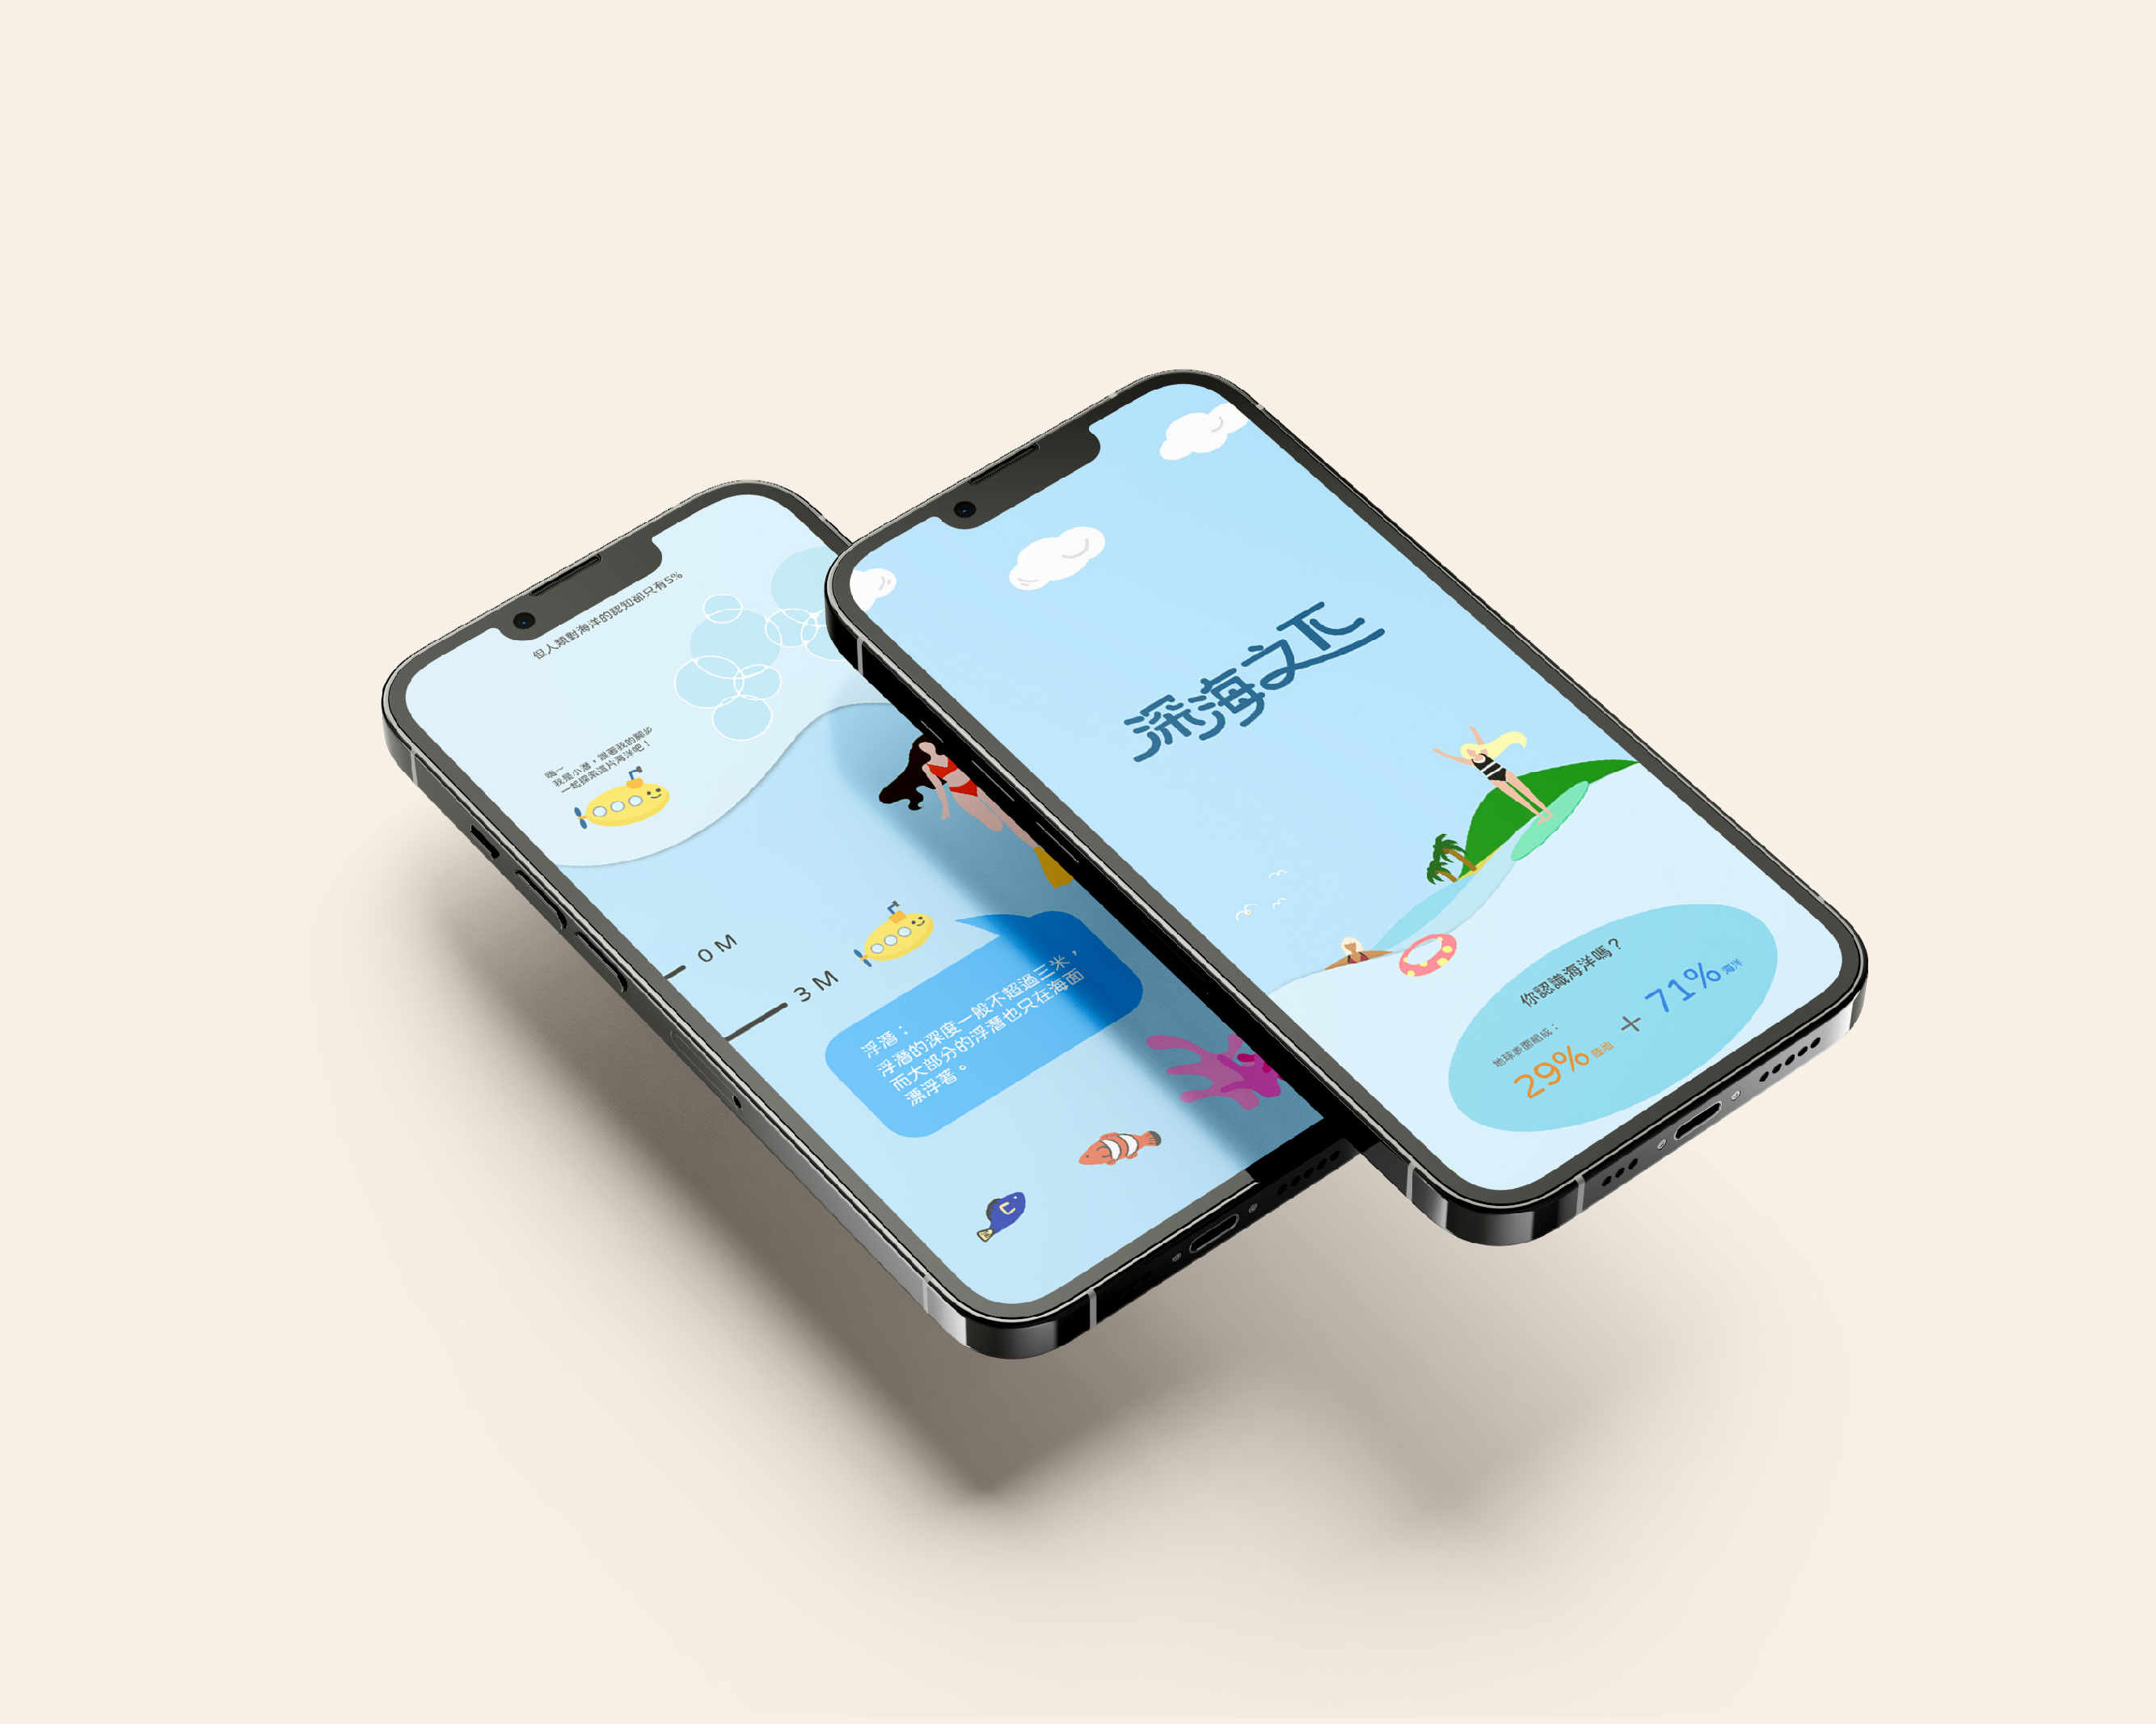 但人類對海洋的認知卻只有5%
嗨~
我是小潛，跟著我的腳步
一起探索這片海洋吧！
0 M
3 M
浮潛：
浮潛的深度一般不超過三米，
而大部分的浮潛也只在海面
漂浮著。
深海之下
你認識海洋嗎？
地球表面組成：
29% 陸地 + 71% 海洋